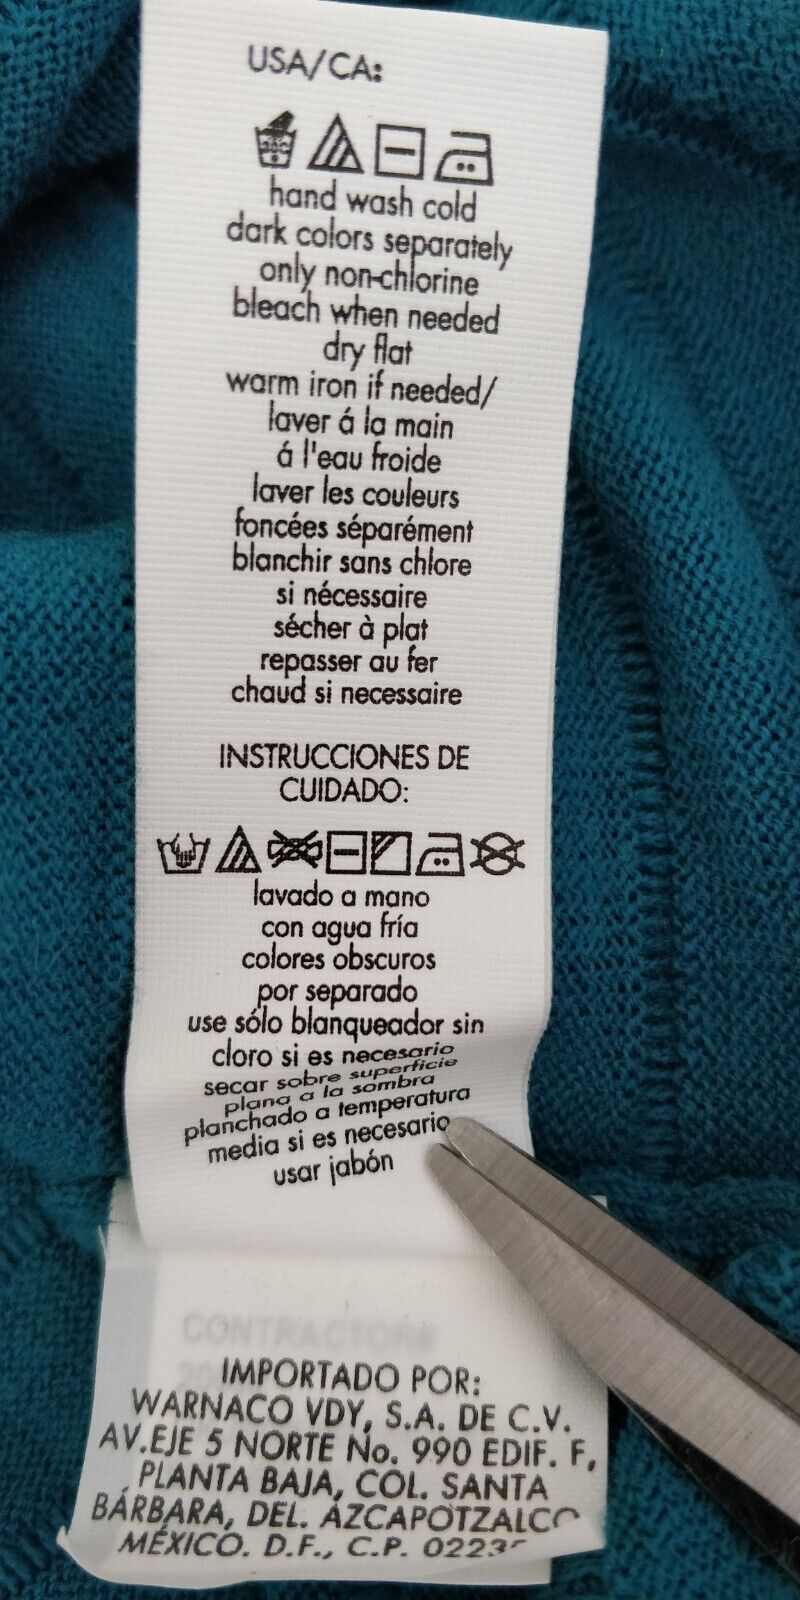 USA/CA:
30C
hand wash cold
dark colors separately
only non-chlorine
bleach when needed
dry flat
warm iron if needed/
laver á la main
á l'eau froide
laver les couleurs
foncées séparément
blanchir sans chlore
si nécessaire
sécher à plat
repasser au fer
chaud si necessaire
INSTRUCCIONES DE
CUIDADO:
lavado a mano
con agua fría
colores obscuros
por separado
use sólo blanqueador sin
cloro si es necesario
secar sobre superficie
plana a la sombra
planchado a temperatura
media si es necesario
usar jabón
CONTRACTOR#
IMPORTADO POR:
WARNACO VDY, S.A. DE C.V.
AV.EJE 5 NORTE No. 990 EDIF. F,
PLANTA BAJA, COL. SANTA
BÁRBARA, DEL. AZCAPOTZALCO
MÉXICO. D.F., C.P.